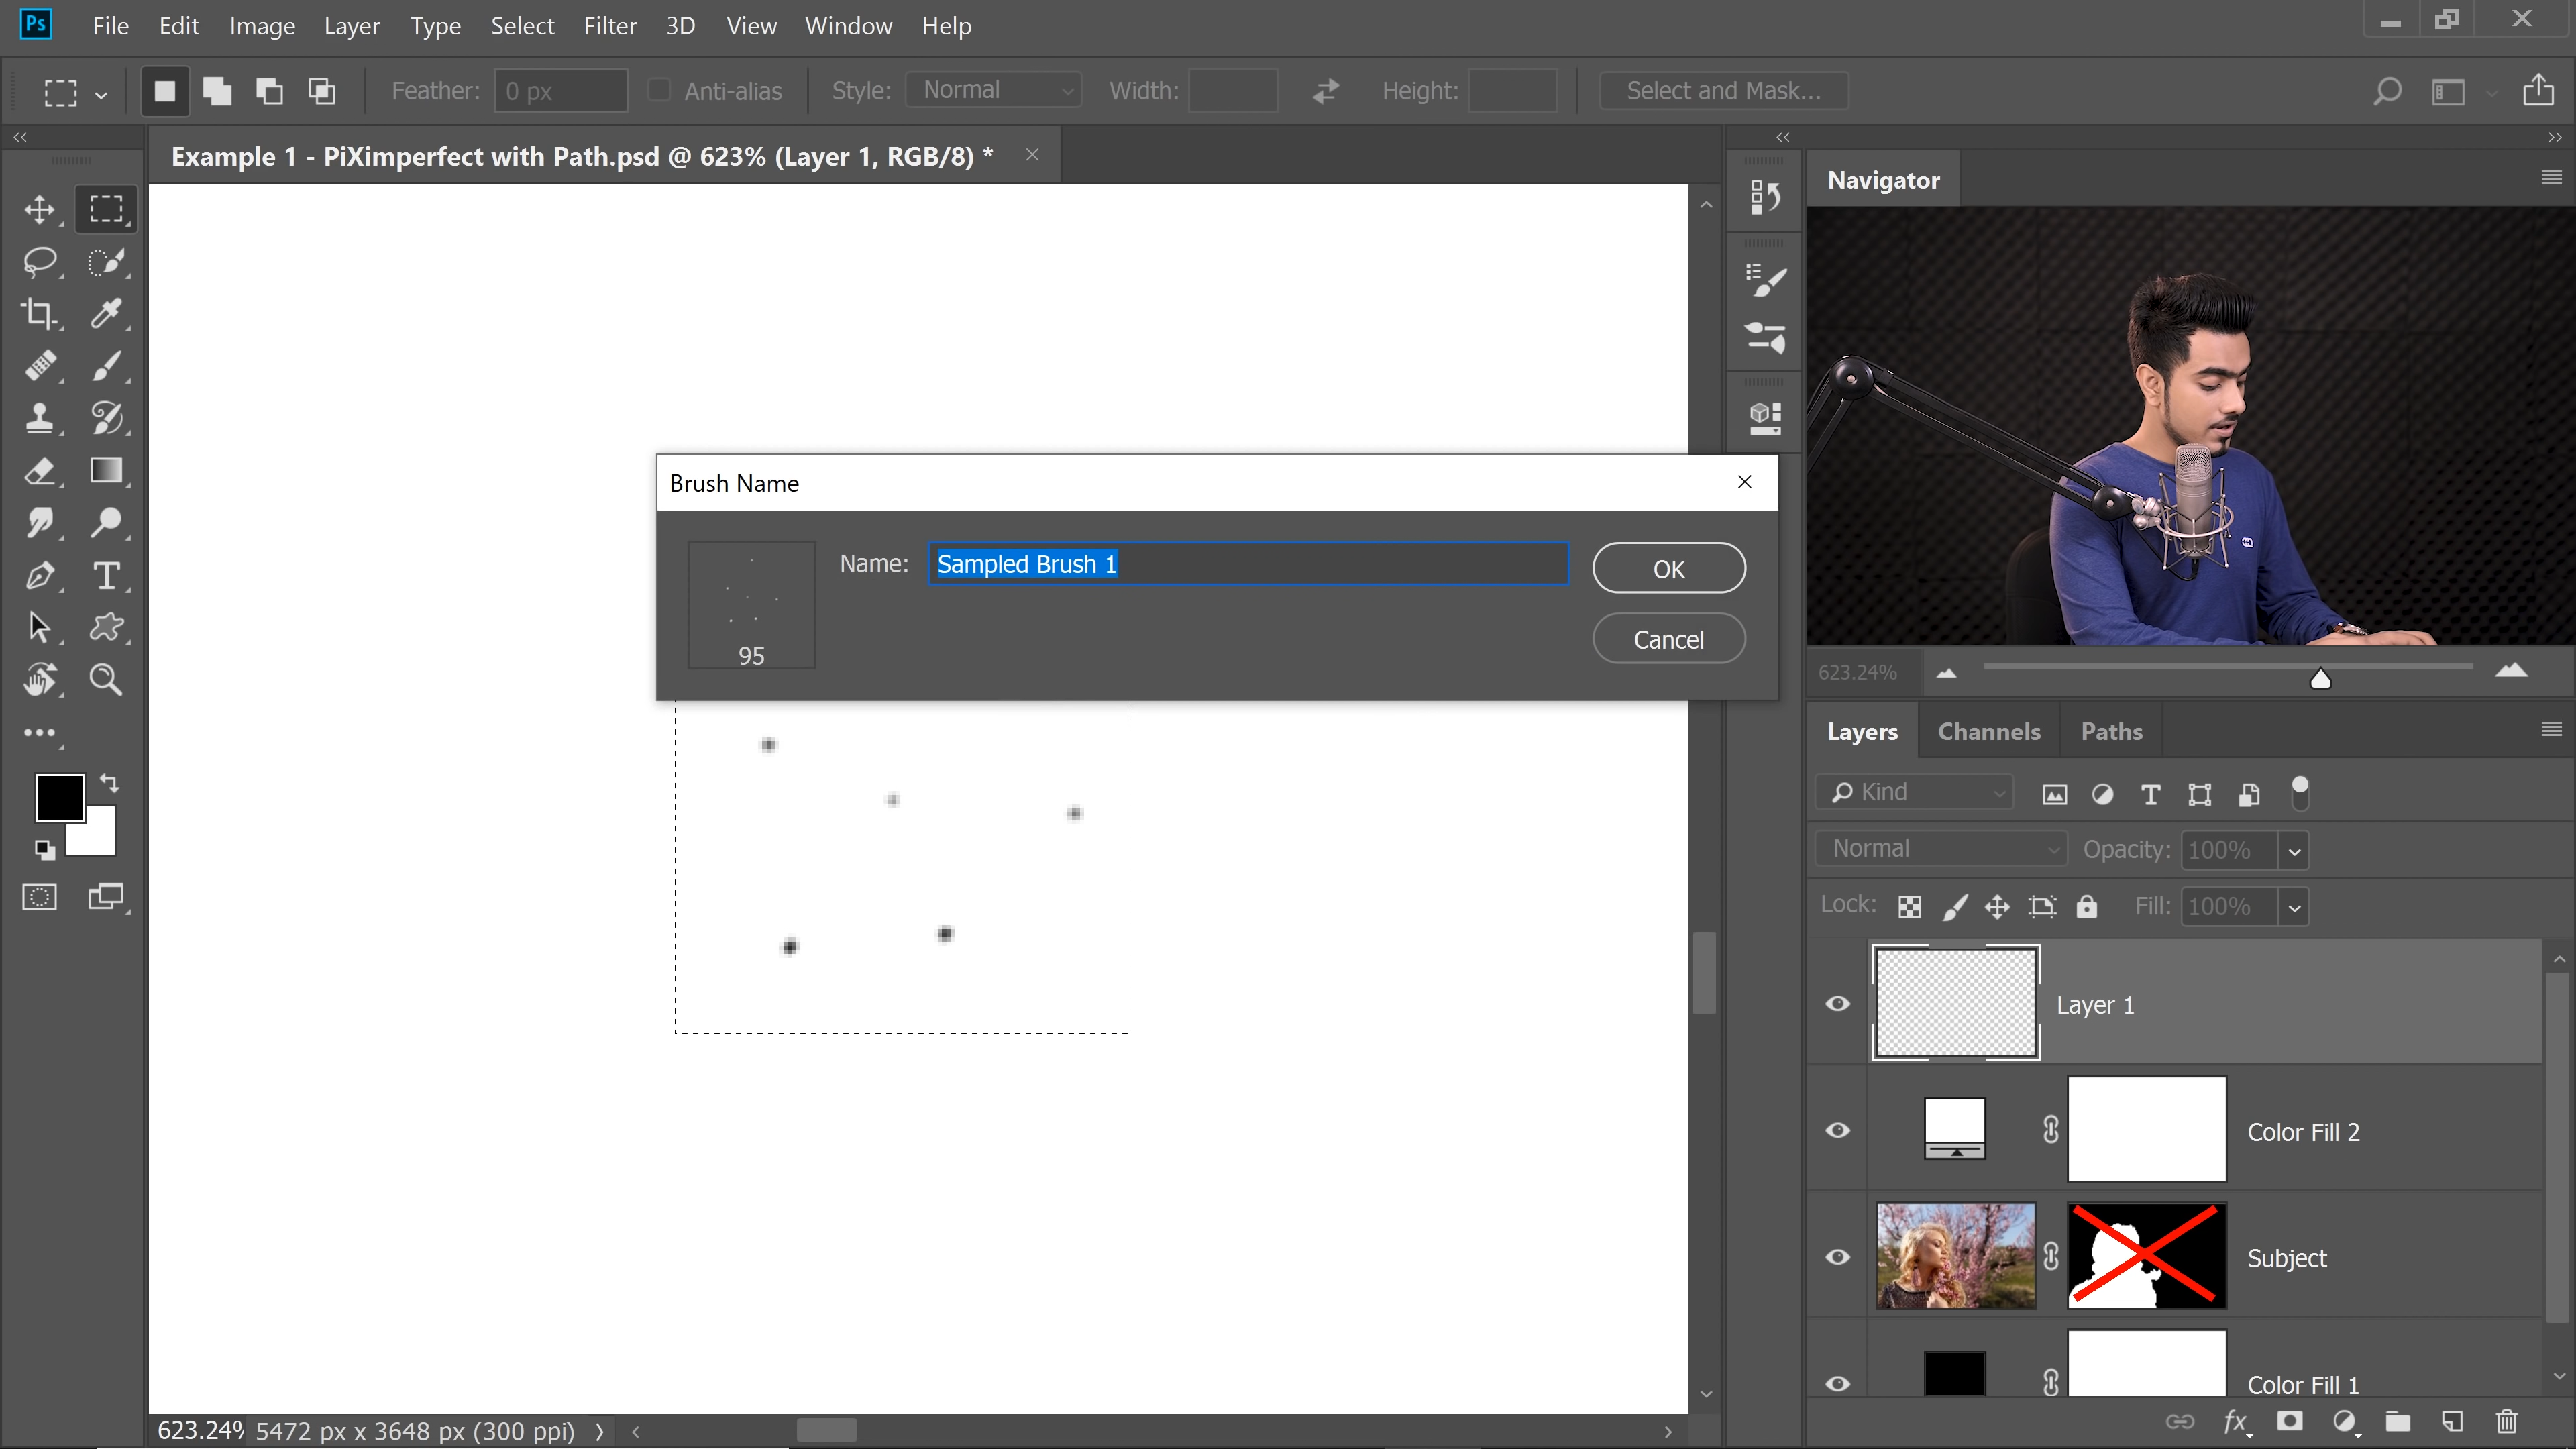 Ps File Edit Image Layer Type Select Filter 3D View Window Help
Feather: 0 px Anti-alias Style: Normal Width: Height: Select and Mask...
Example 1 - PiXimperfect with Path.psd @ 623% (Layer 1, RGB/8) *
Navigator
Brush Name
Name: Sampled Brush 1
OK
95
Cancel
623.24%
Layers Channels Paths
Kind
Normal Opacity: 100%
Lock: Fill: 100%
Layer 1
Color Fill 2
Subject
Color Fill 1
623.24% 5472 px x 3648 px (300 ppi)
fx